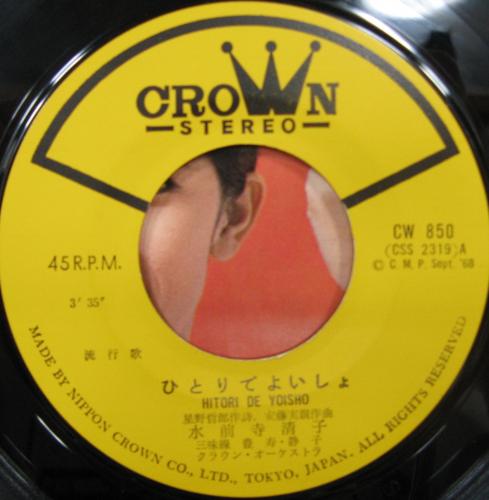 CROWN
STEREO
CW 850
(CSS 2319)A
© C. M. P. Sept. '68
45 R.P.M.
3′ 35″
流行歌
ひとりでよいしょ
HITORI DE YOISHO
星野哲郎作詩、安藤実親作曲
水前寺清子
三味線 豊寿・静子
クラウン・オーケストラ
MADE BY NIPPON CROWN CO., LTD., TOKYO, JAPAN. ALL RIGHTS RESERVED